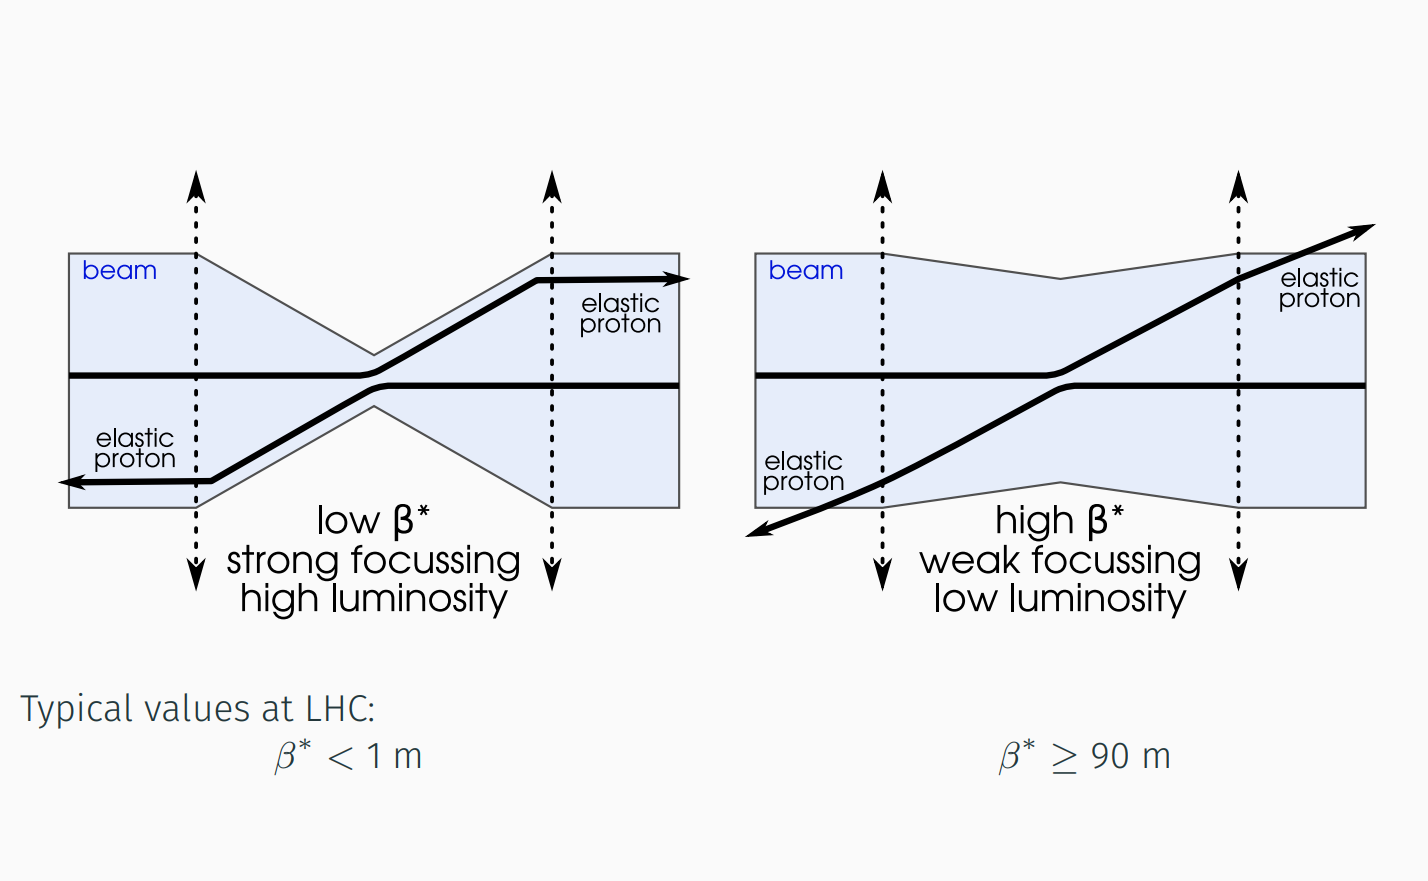 beam
elastic
proton
elastic
proton
low β*
strong focussing
high luminosity
beam
elastic
proton
elastic
proton
high β*
weak focussing
low luminosity
Typical values at LHC:
β* < 1 m
β* ≥ 90 m